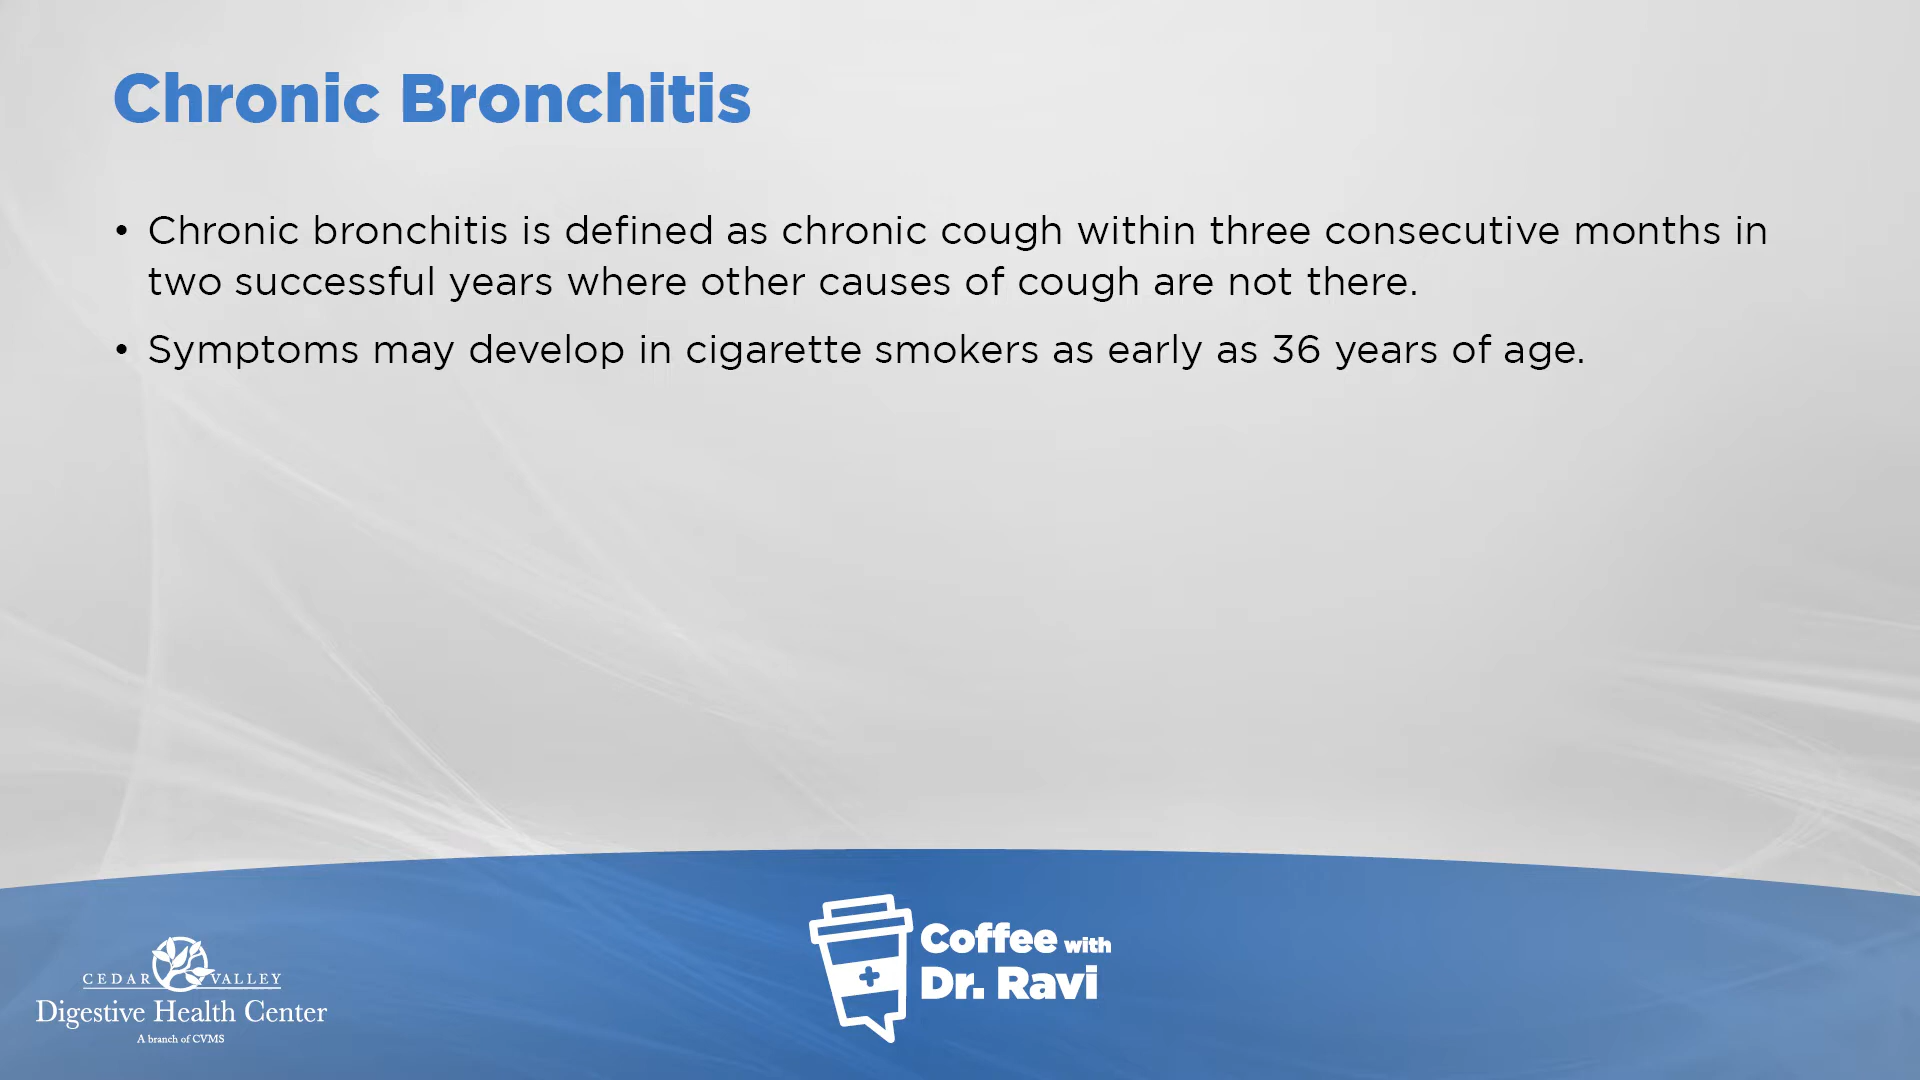 Chronic Bronchitis
• Chronic bronchitis is defined as chronic cough within three consecutive months in
two successful years where other causes of cough are not there.
• Symptoms may develop in cigarette smokers as early as 36 years of age.
CEDAR VALLEY
Digestive Health Center
A branch of CVMS
Coffee with
Dr. Ravi